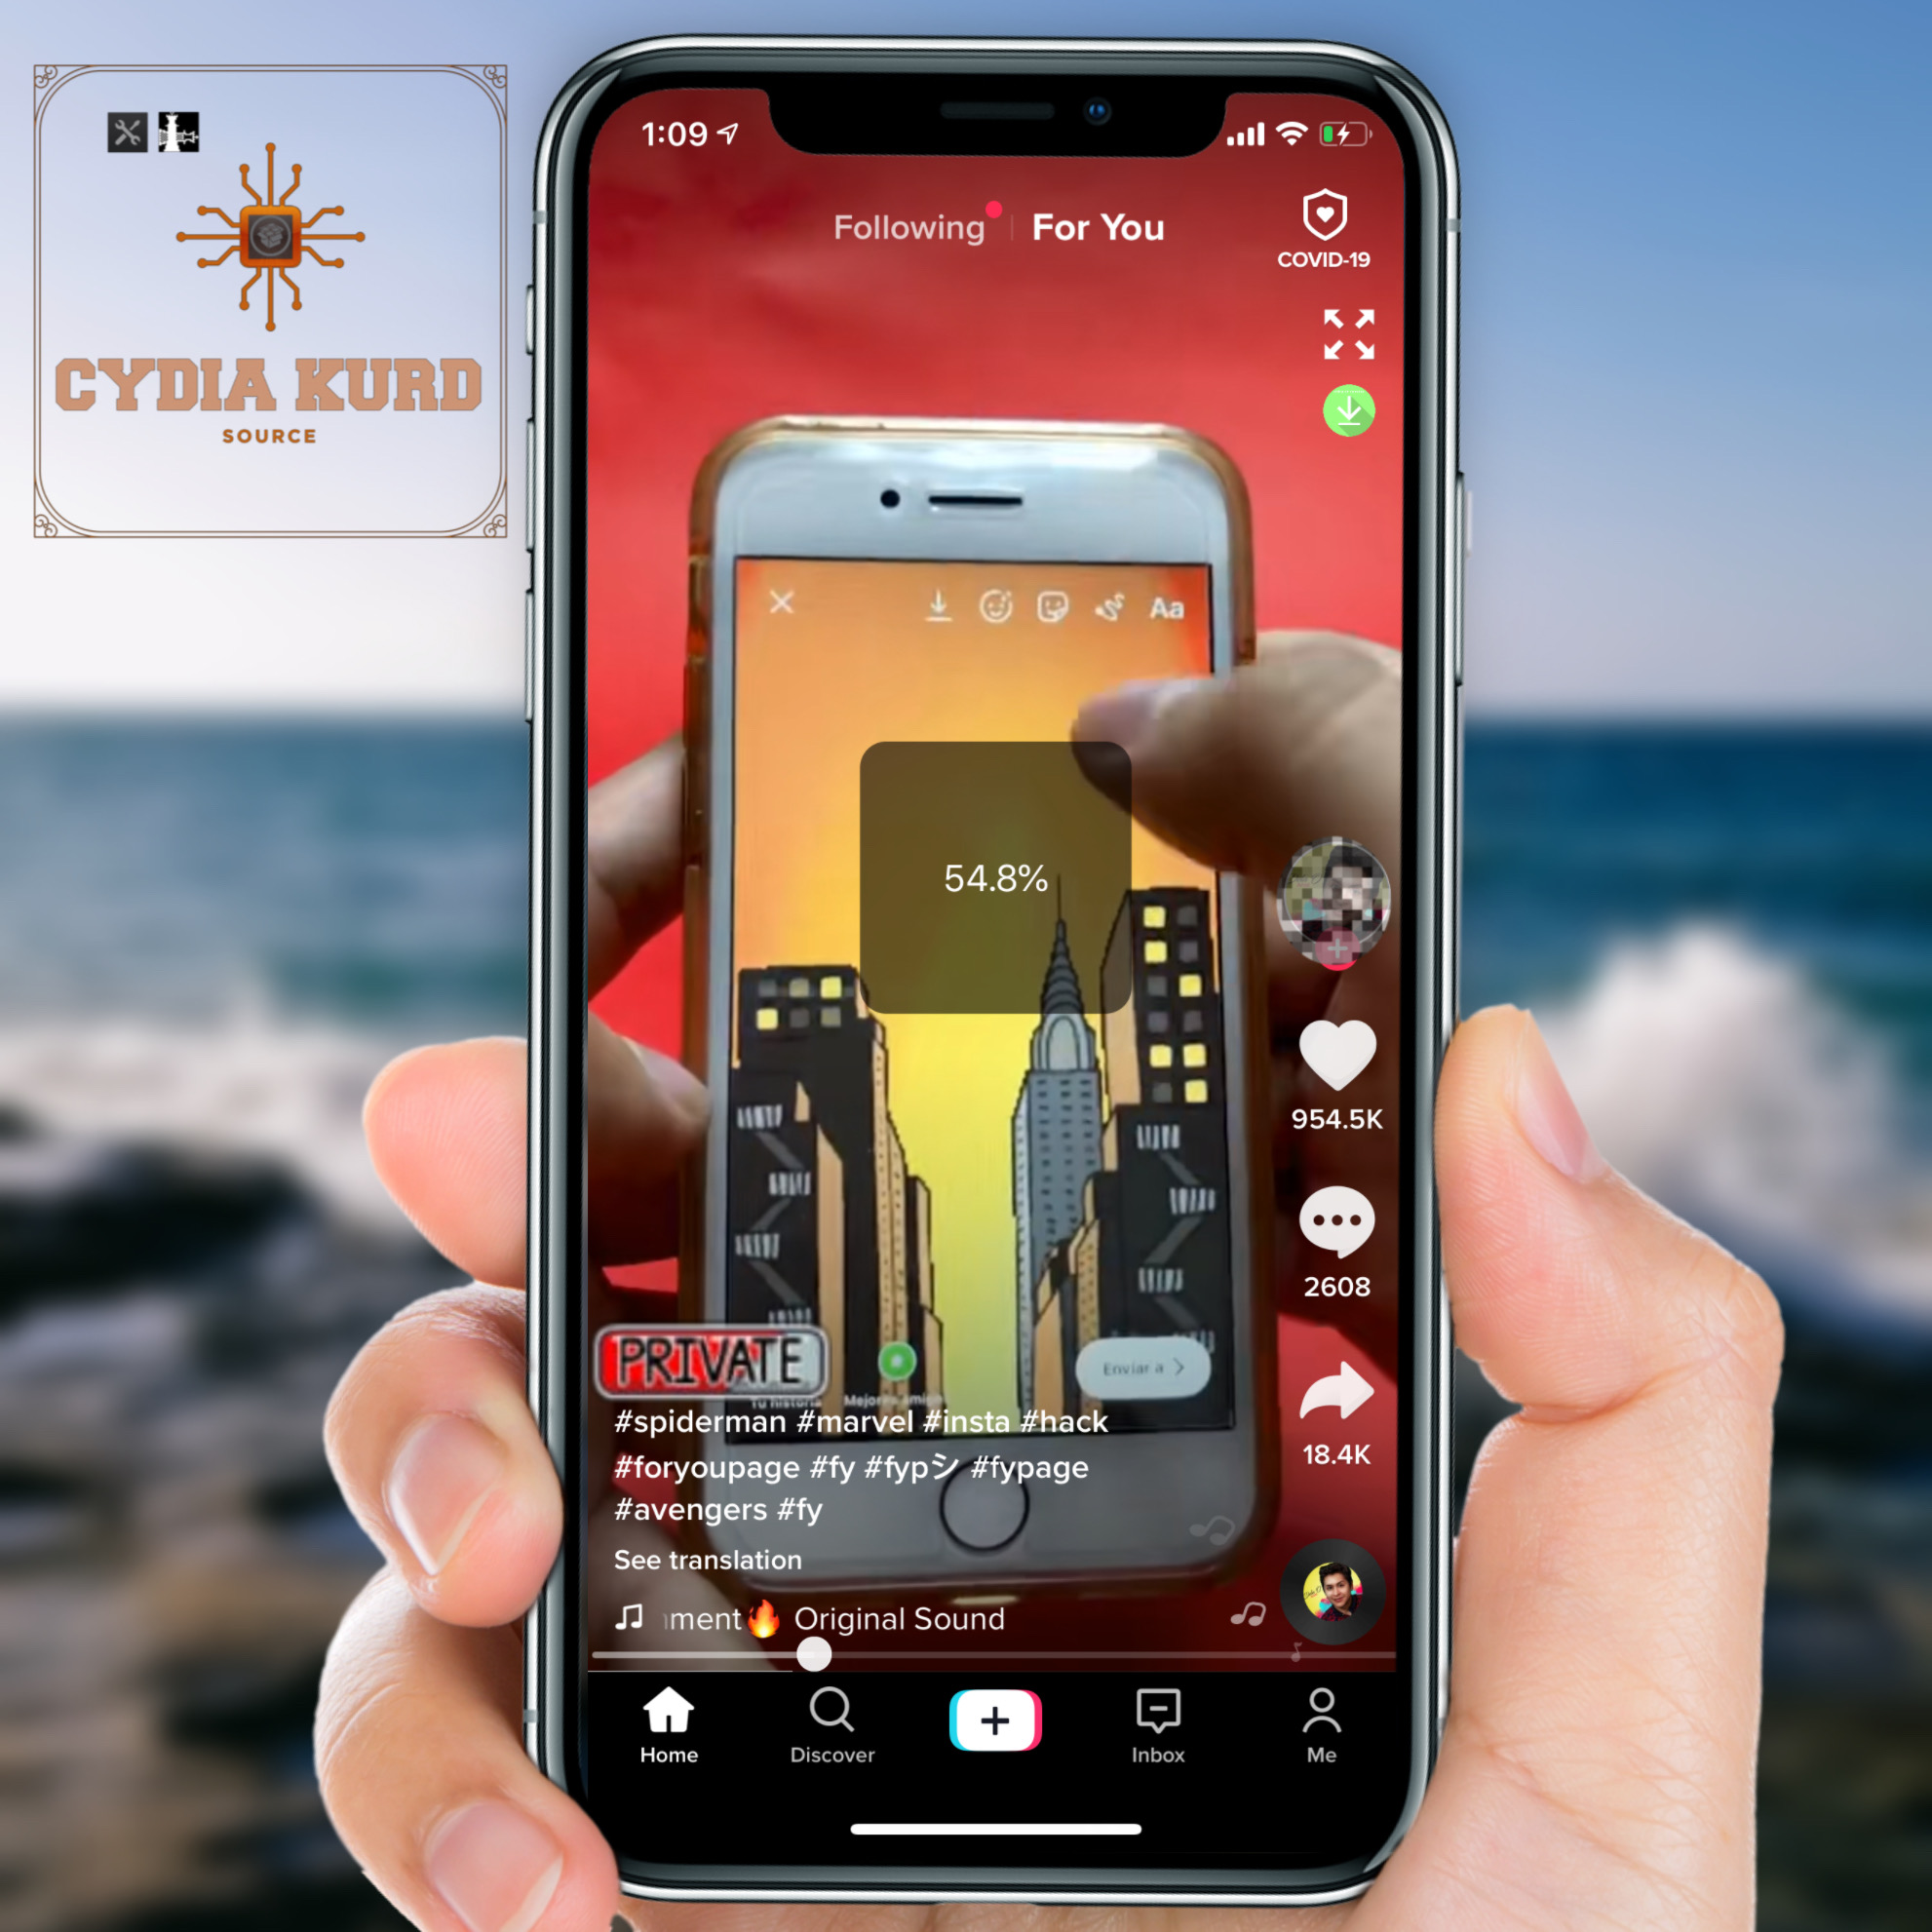 CYDIA KURD
SOURCE
1:09
Following
For You
COVID-19
Aa
54.8%
954.5K
2608
PRIVATE
Enviar a
Tu historia
#spiderman #marvel #insta #hack
#foryoupage #fy #fypシ #fypage
#avengers #fy
18.4K
See translation
ment🔥 Original Sound
Home
Discover
Inbox
Me